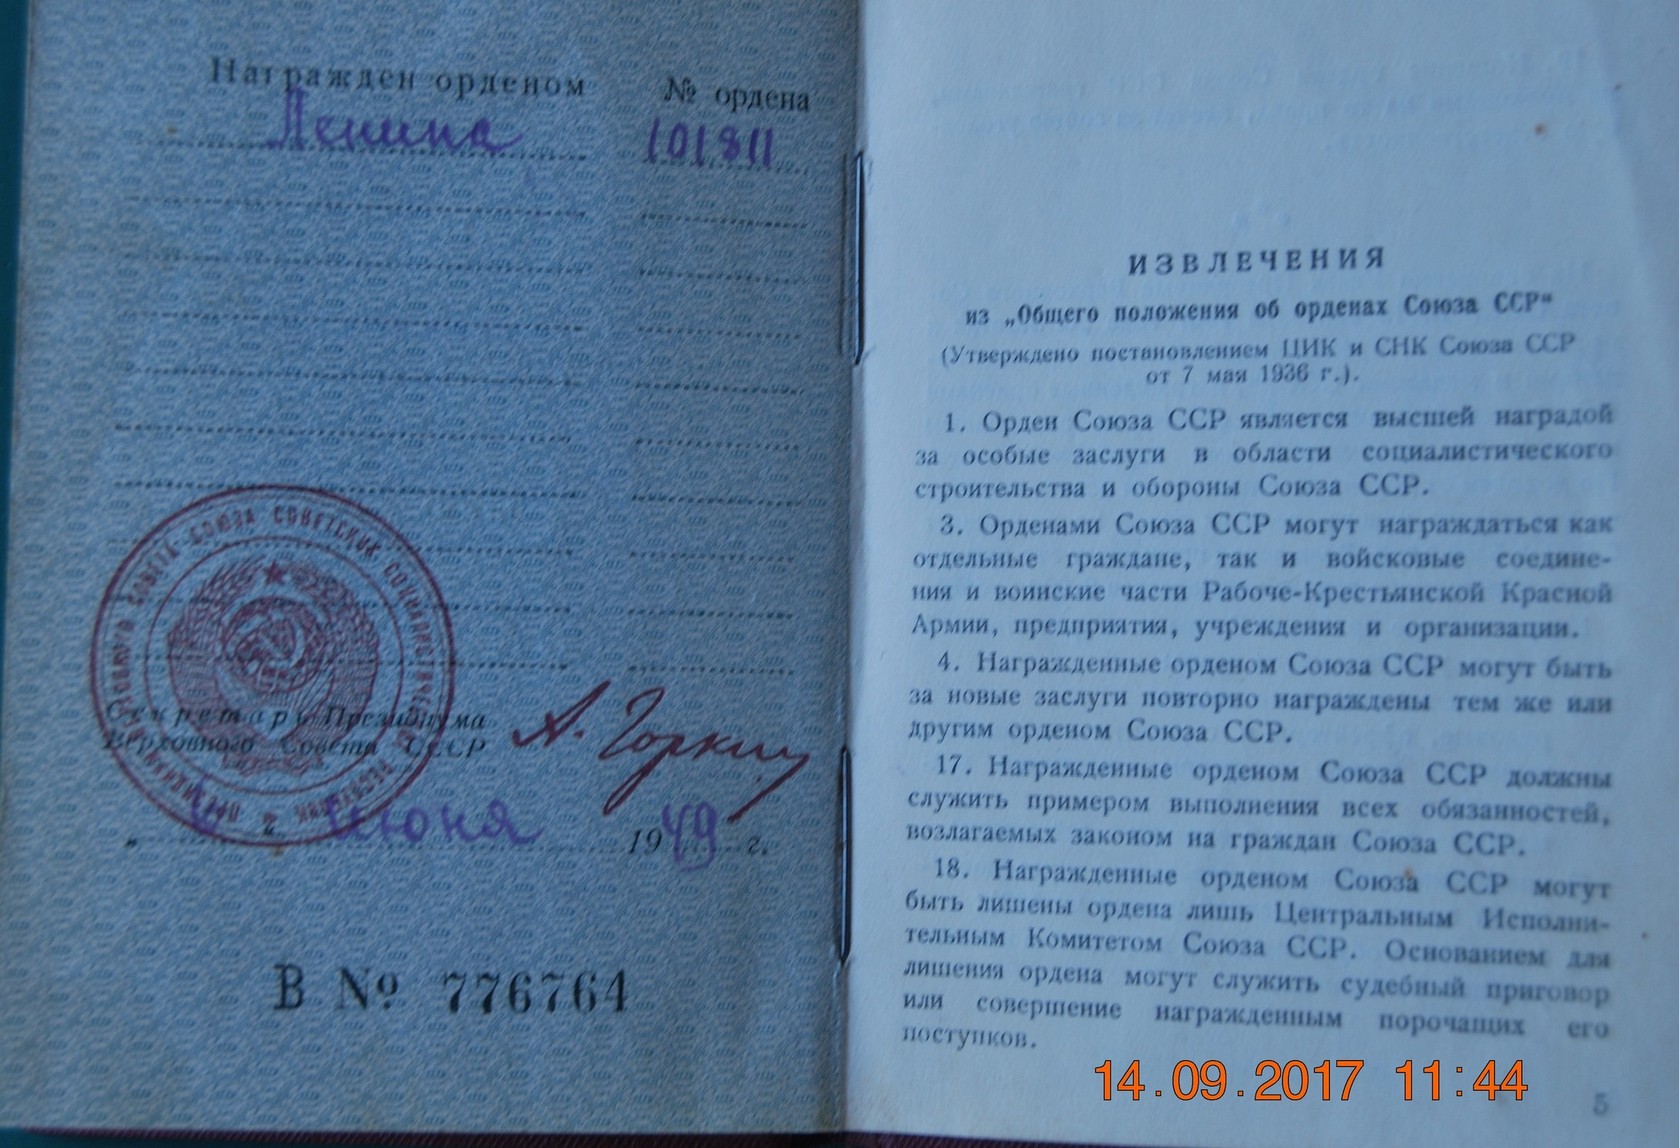 Награжден орденом № ордена
Ленина 101811
СОВЕТА СОЮЗА СОВЕТСКИХ СОЦИАЛИСТИЧЕСКИХ
Секретарь Президиума
Верховного Совета СССР А. Горкин
„ июня 1949 г.
В № 776764
ИЗВЛЕЧЕНИЯ
из „Общего положения об орденах Союза ССР“
(Утверждено постановлением ЦИК и СНК Союза ССР
от 7 мая 1936 г.).
1. Орден Союза ССР является высшей наградой
за особые заслуги в области социалистического
строительства и обороны Союза ССР.
3. Орденами Союза ССР могут награждаться как
отдельные граждане, так и войсковые соедине-
ния и воинские части Рабоче-Крестьянской Красной
Армии, предприятия, учреждения и организации.
4. Награжденные орденом Союза ССР могут быть
за новые заслуги повторно награждены тем же или
другим орденом Союза ССР.
17. Награжденные орденом Союза ССР должны
служить примером выполнения всех обязанностей,
возлагаемых законом на граждан Союза ССР.
18. Награжденные орденом Союза ССР могут
быть лишены ордена лишь Центральным Исполни-
тельным Комитетом Союза ССР. Основанием для
лишения ордена могут служить судебный приговор
или совершение награжденным порочащих его
поступков.
14.09.2017 11:44
5